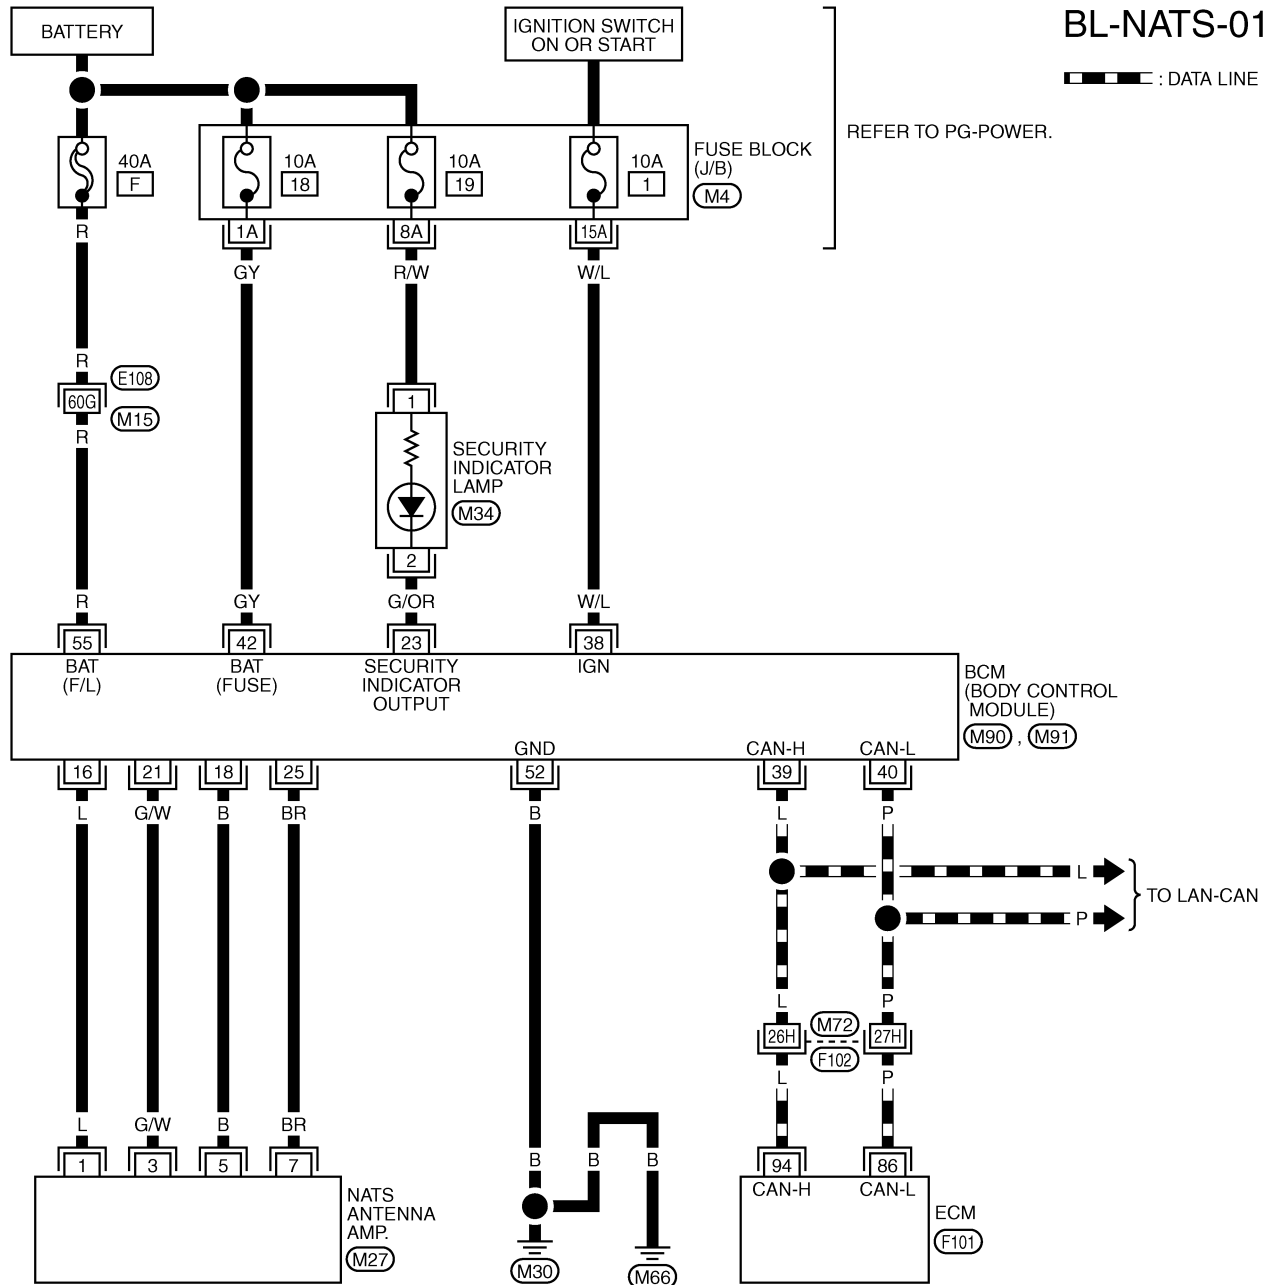 BL-NATS-01
: DATA LINE
BATTERY
IGNITION SWITCH
ON OR START
REFER TO PG-POWER.
40A
F
10A
18
10A
19
10A
1
FUSE BLOCK
(J/B)
M4
1A
8A
15A
R
GY
R/W
W/L
R
E108
60G
M15
R
1
SECURITY
INDICATOR
LAMP
M34
2
R
GY
G/OR
W/L
55
42
23
38
BAT
(F/L)
BAT
(FUSE)
SECURITY
INDICATOR
OUTPUT
IGN
BCM
(BODY CONTROL
MODULE)
M90 , M91
GND
CAN-H
CAN-L
16
21
18
25
52
39
40
L
G/W
B
BR
B
L
P
L
P
TO LAN-CAN
L
P
26H
M72
27H
F102
L
P
L
G/W
B
BR
B
B
B
1
3
5
7
94
86
CAN-H
CAN-L
NATS
ANTENNA
AMP.
M27
ECM
F101
M30
M66